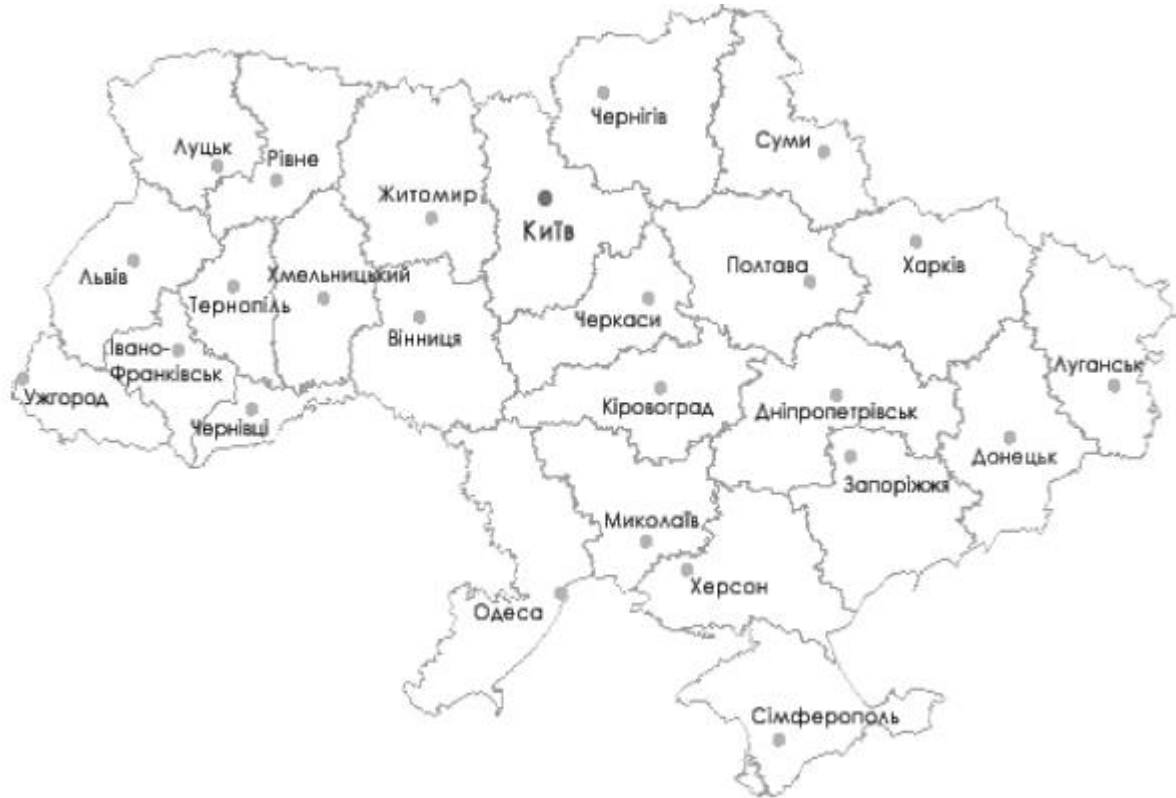 Чернігів
Суми
Луцьк
Рівне
Житомир
Київ
Львів
Тернопіль
Хмельницький
Полтава
Харків
Черкаси
Вінниця
Івано-
Франківськ
Ужгород
Чернівці
Кіровоград
Дніпропетрівськ
Луганськ
Донецьк
Запоріжжя
Миколаїв
Херсон
Одеса
Сімферополь